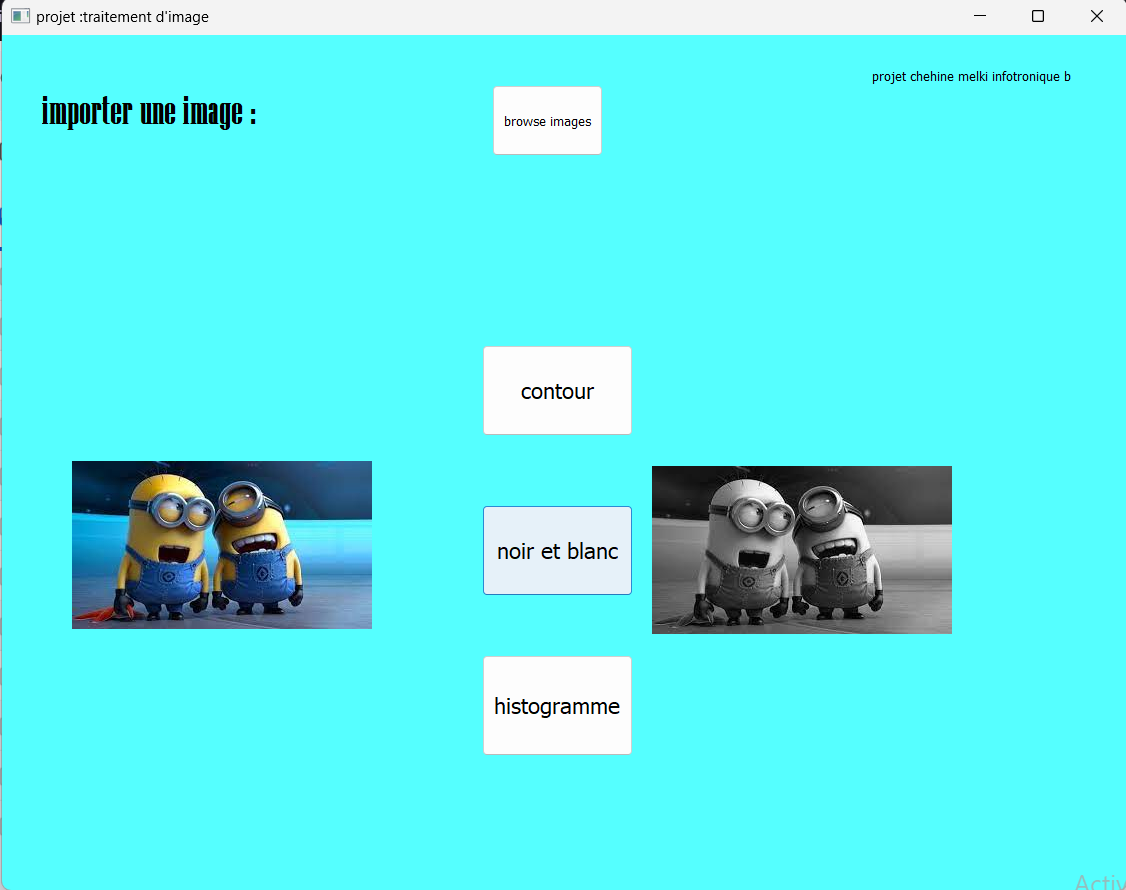 projet :traitement d'image
projet chehine melki infotronique b
importer une image :
browse images
contour
noir et blanc
histogramme
Activ